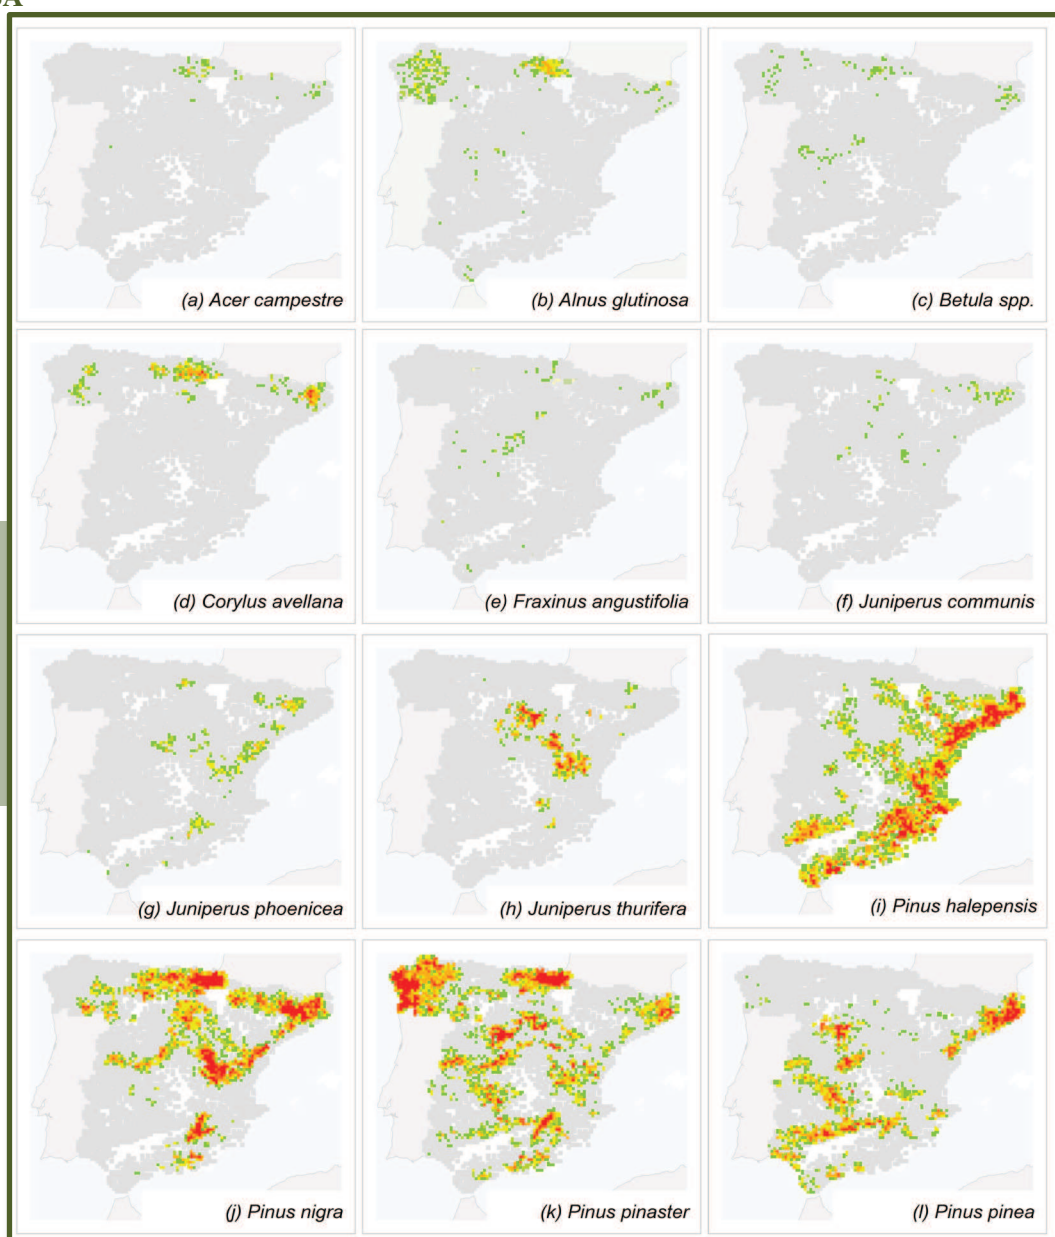 (a) Acer campestre
(b) Alnus glutinosa
(c) Betula spp.
(d) Corylus avellana
(e) Fraxinus angustifolia
(f) Juniperus communis
(g) Juniperus phoenicea
(h) Juniperus thurifera
(i) Pinus halepensis
(j) Pinus nigra
(k) Pinus pinaster
(l) Pinus pinea